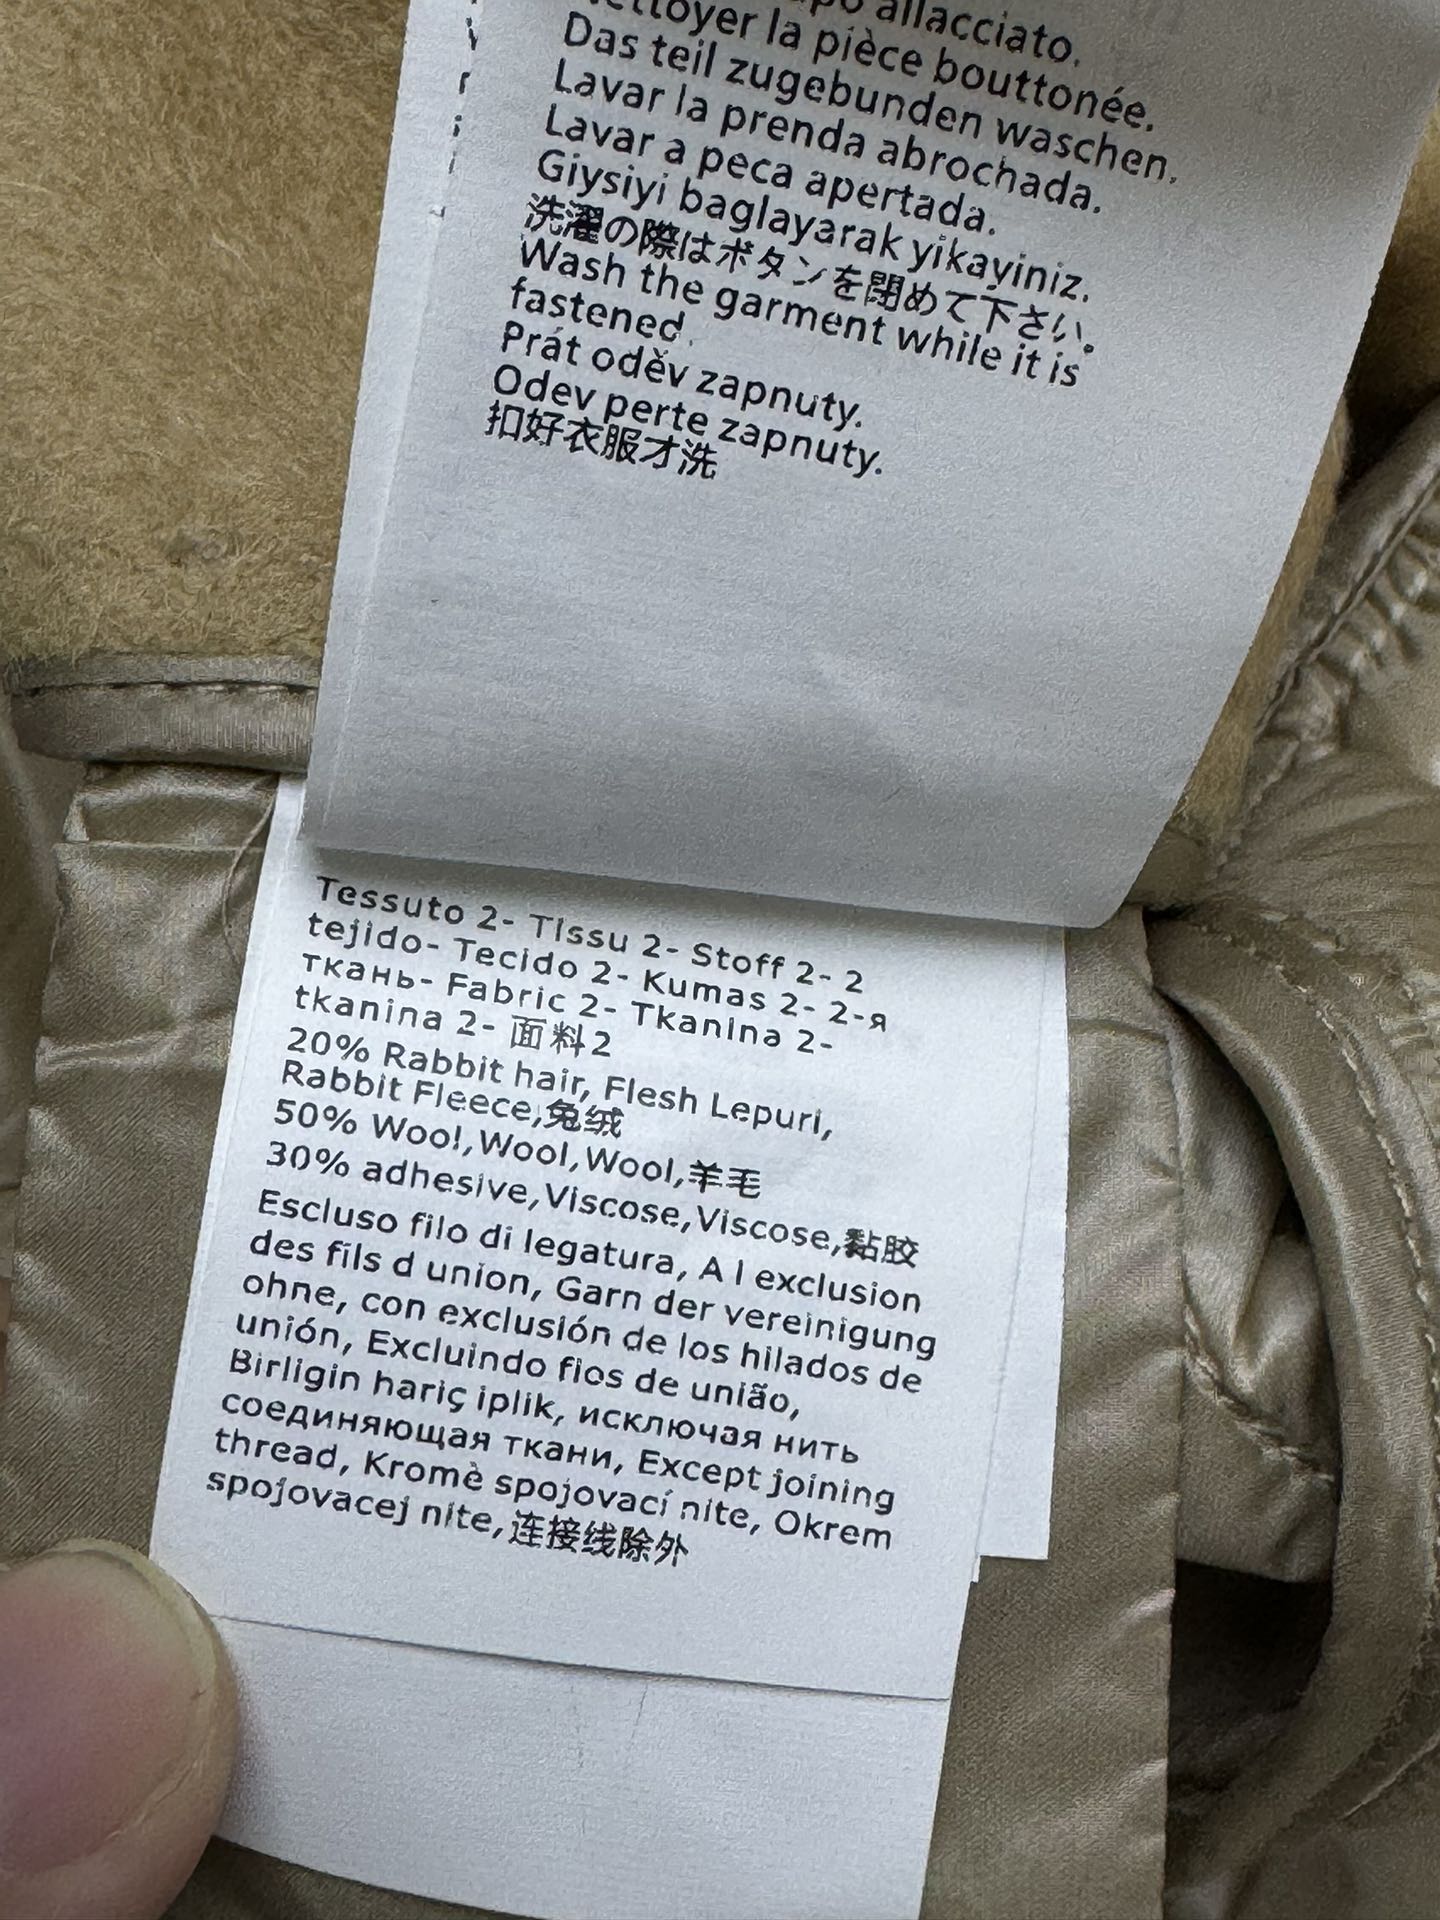 allacciato.
la pièce bouttonée.
Das teil zugebunden waschen.
Lavar la prenda abrochada.
Lavar a peca apertada.
Giysiyi baglayarak yikayiniz.
洗濯の際はボタンを閉めて下さい。
Wash the garment while it is
fastened.
Prát oděv zapnuty.
Odev perte zapnuty.
扣好衣服才洗
Tessuto 2- Tissu 2- Stoff 2- 2
tejido- Tecido 2- Kumas 2- 2-я
ткань- Fabric 2- Tkanina 2-
tkanina 2- 面料2
20% Rabbit hair, Flesh Lepuri,
Rabbit Fleece,兔绒
50% Wool,Wool,Wool,羊毛
30% adhesive,Viscose,Viscose,黏胶
Escluso filo di legatura, A l exclusion
des fils d union, Garn der vereinigung
ohne, con exclusión de los hilados de
unión, Excluindo fios de união,
Birligin hariç iplik, исключая нить
соединяющая ткани, Except joining
thread, Kromè spojovací nite, Okrem
spojovacej nite,连接线除外